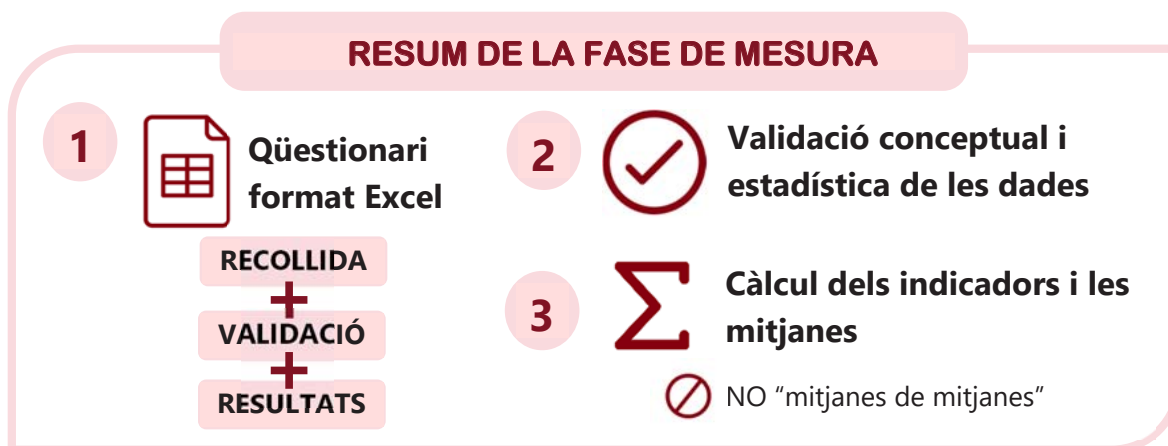 RESUM DE LA FASE DE MESURA
1
Qüestionari
format Excel
RECOLLIDA
+
VALIDACIÓ
+
RESULTATS
2
Validació conceptual i
estadística de les dades
3
Σ
Càlcul dels indicadors i les
mitjanes
NO “mitjanes de mitjanes”